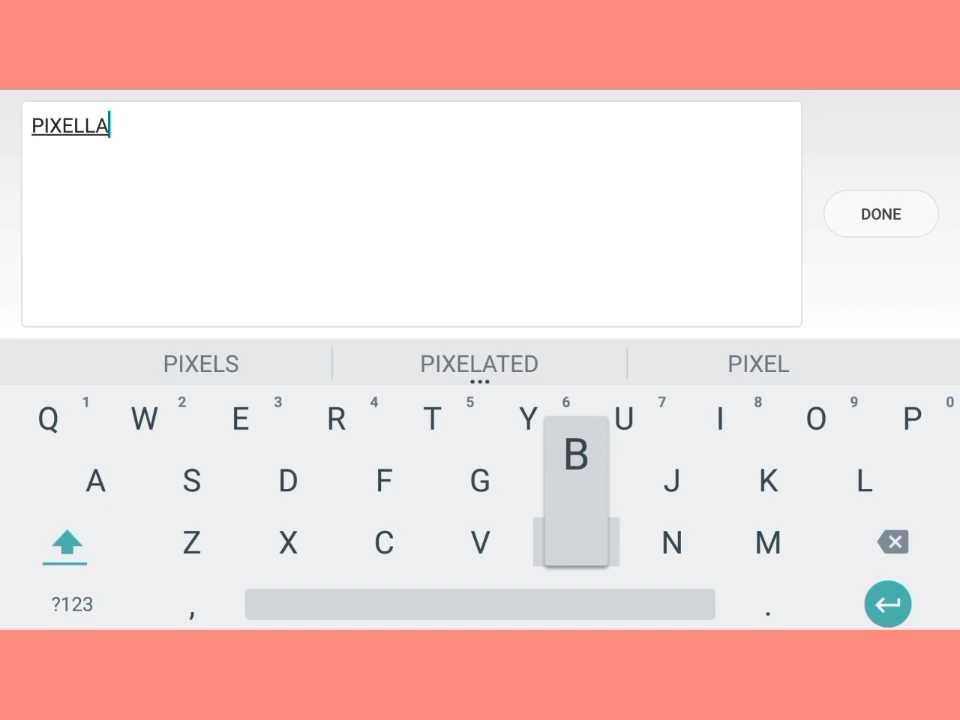 PIXELLA
DONE
PIXELS PIXELATED PIXEL
Q 1 W 2 E 3 R 4 T 5 Y 6 U 7 I 8 O 9 P 0
A S D F G B J K L
Z X C V N M
?123 , .